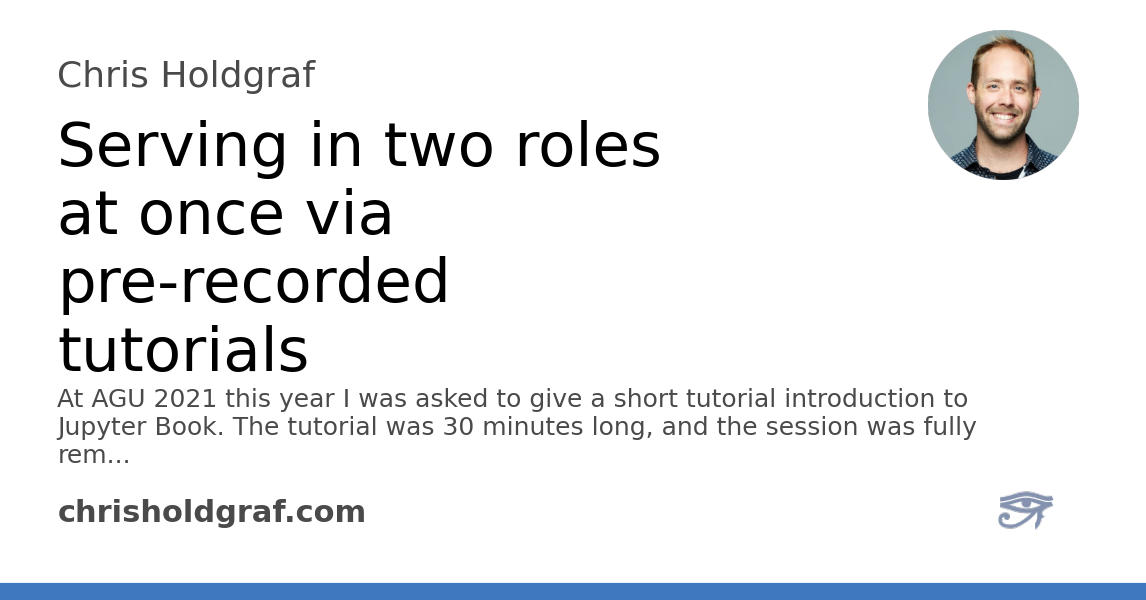 Chris Holdgraf
Serving in two roles
at once via
pre-recorded
tutorials
At AGU 2021 this year I was asked to give a short tutorial introduction to
Jupyter Book. The tutorial was 30 minutes long, and the session was fully
rem...
chrisholdgraf.com